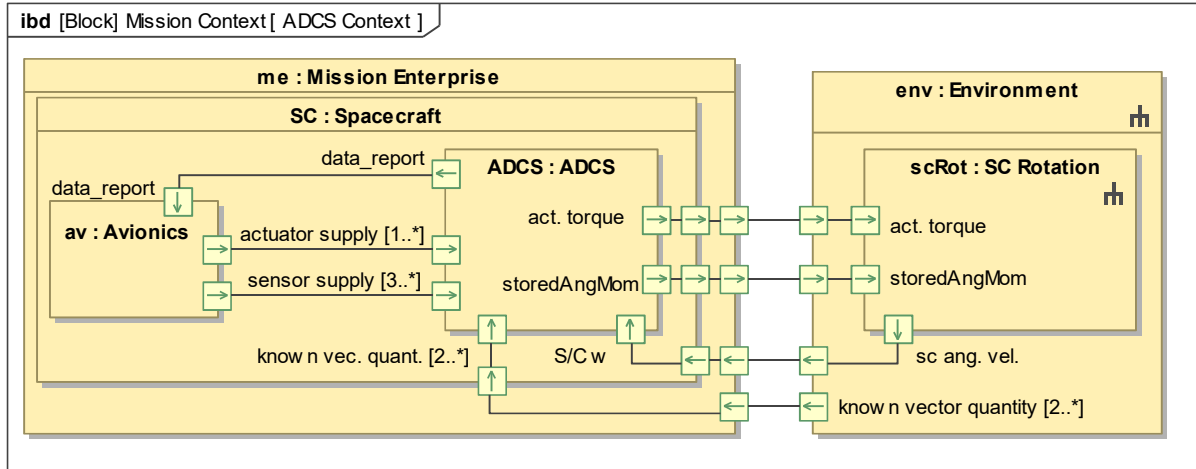 ibd [Block] Mission Context [ ADCS Context ]
me : Mission Enterprise
env : Environment
SC : Spacecraft
data_report
ADCS : ADCS
scRot : SC Rotation
data_report
act. torque
act. torque
av : Avionics
actuator supply [1..*]
sensor supply [3..*]
storedAngMom
storedAngMom
known vec. quant. [2..*]
S/C w
sc ang. vel.
known vector quantity [2..*]